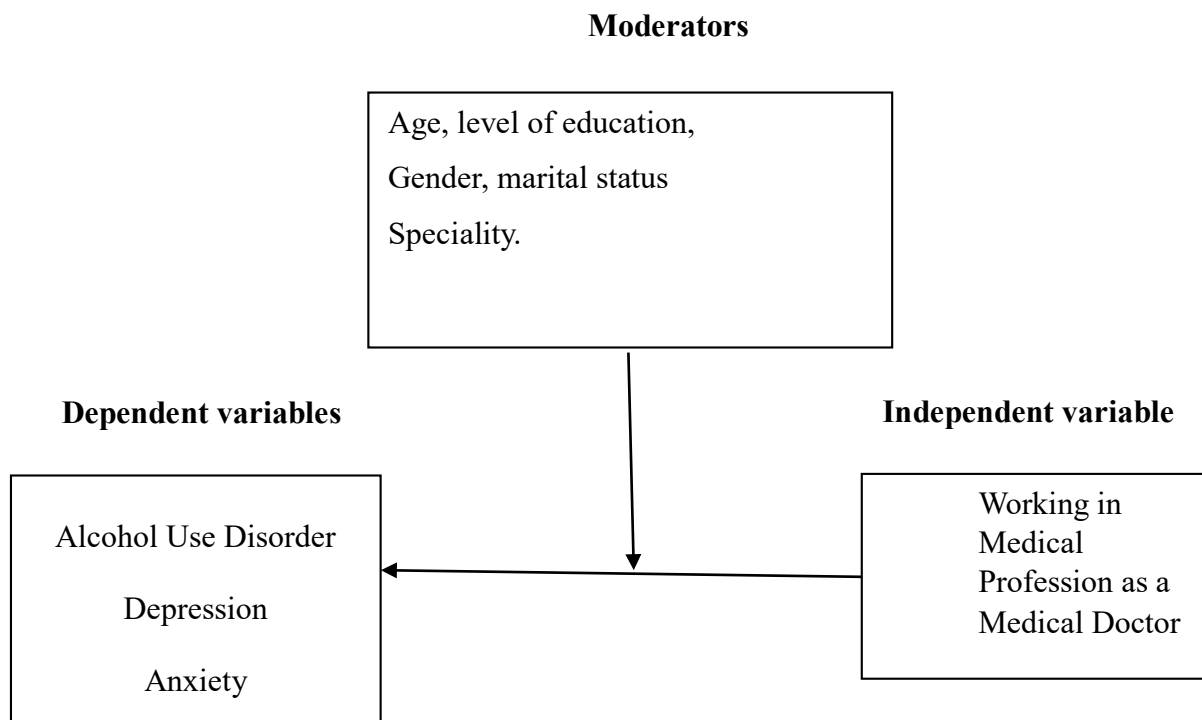 Moderators
Age, level of education,
Gender, marital status
Speciality.
Dependent variables
Alcohol Use Disorder
Depression
Anxiety
Independent variable
Working in
Medical
Profession as a
Medical Doctor